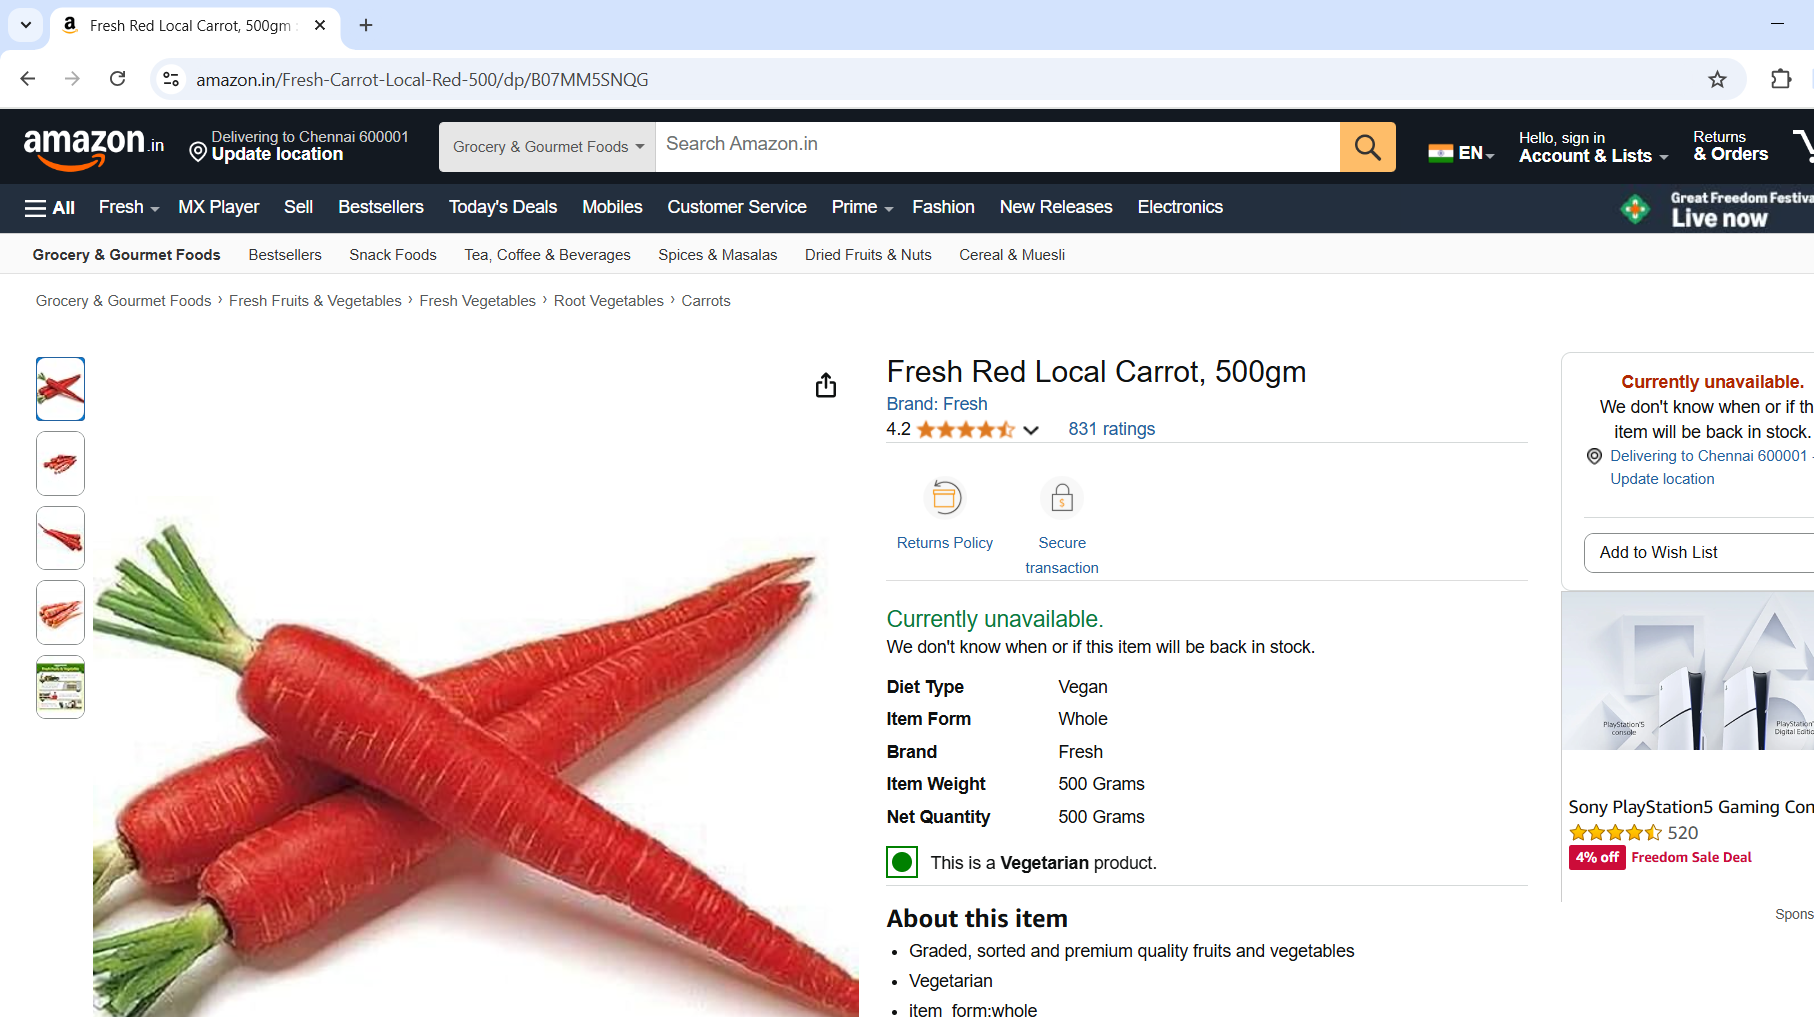 Fresh Red Local Carrot, 500gm
amazon.in/Fresh-Carrot-Local-Red-500/dp/B07MM5SNQG
amazon.in
Delivering to Chennai 600001
Update location
Grocery & Gourmet Foods
Search Amazon.in
EN
Hello, sign in
Account & Lists
Returns
& Orders
All
Fresh
MX Player
Sell
Bestsellers
Today's Deals
Mobiles
Customer Service
Prime
Fashion
New Releases
Electronics
Great Freedom Festiva
Live now
Grocery & Gourmet Foods
Bestsellers
Snack Foods
Tea, Coffee & Beverages
Spices & Masalas
Dried Fruits & Nuts
Cereal & Muesli
Grocery & Gourmet Foods › Fresh Fruits & Vegetables › Fresh Vegetables › Root Vegetables › Carrots
Fresh Red Local Carrot, 500gm
Brand: Fresh
4.2
831 ratings
Returns Policy
Secure
transaction
Currently unavailable.
We don't know when or if this item will be back in stock.
Diet Type Vegan
Item Form Whole
Brand Fresh
Item Weight 500 Grams
Net Quantity 500 Grams
This is a Vegetarian product.
About this item
• Graded, sorted and premium quality fruits and vegetables
• Vegetarian
• item_form:whole
Currently unavailable.
We don't know when or if th
item will be back in stock.
Delivering to Chennai 600001 -
Update location
Add to Wish List
PlayStation®5
console
PlayStation®
Digital Editio
Sony PlayStation5 Gaming Con
520
4% off Freedom Sale Deal
Spons